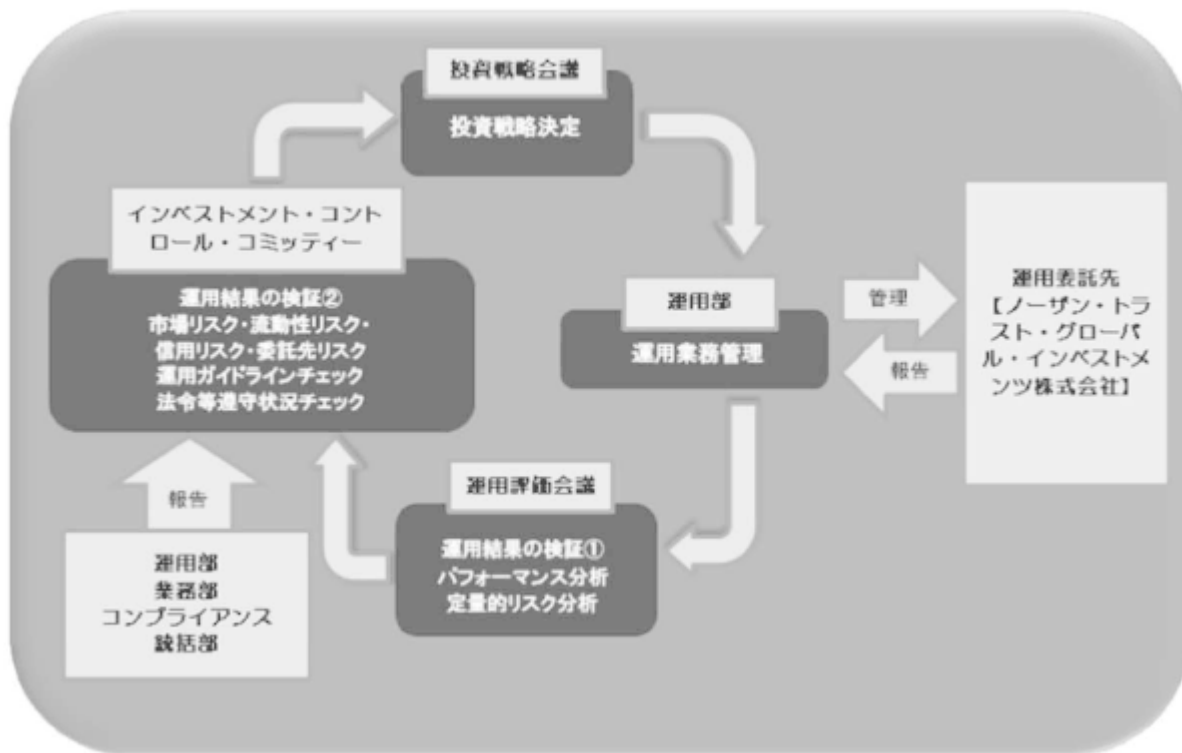 投資戦略会議
投資戦略決定
インベストメント・コント
ロール・コミッティー
運用結果の検証②
市場リスク・流動性リスク・
信用リスク・委託先リスク
運用ガイドラインチェック
法令等遵守状況チェック
運用部
運用業務管理
管理
報告
運用委託先
【ノーザン・トラ
スト・グローバ
ル・インベストメ
ンツ株式会社】
運用評価会議
運用結果の検証①
パフォーマンス分析
定量的リスク分析
報告
運用部
業務部
コンプライアンス
統括部